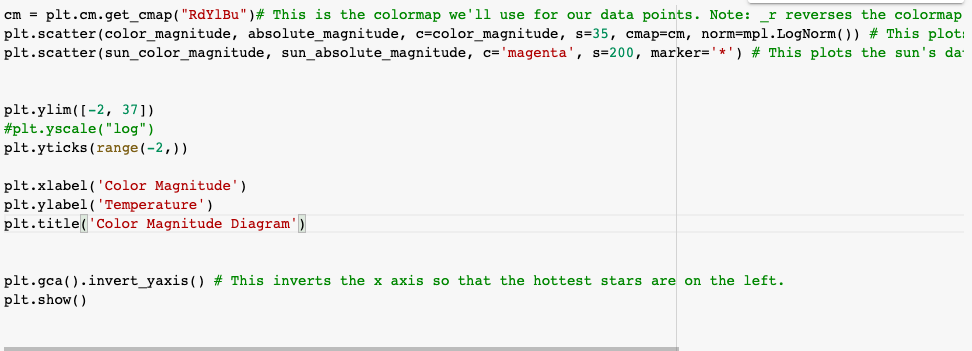 cm = plt.cm.get_cmap("RdYlBu")# This is the colormap we'll use for our data points. Note: _r reverses the colormap
plt.scatter(color_magnitude, absolute_magnitude, c=color_magnitude, s=35, cmap=cm, norm=mpl.LogNorm()) # This plots
plt.scatter(sun_color_magnitude, sun_absolute_magnitude, c='magenta', s=200, marker='*') # This plots the sun's da
plt.ylim([-2, 37])
#plt.yscale("log")
plt.yticks(range(-2,))
plt.xlabel('Color Magnitude')
plt.ylabel('Temperature')
plt.title('Color Magnitude Diagram')
plt.gca().invert_yaxis() # This inverts the x axis so that the hottest stars are on the left.
plt.show()